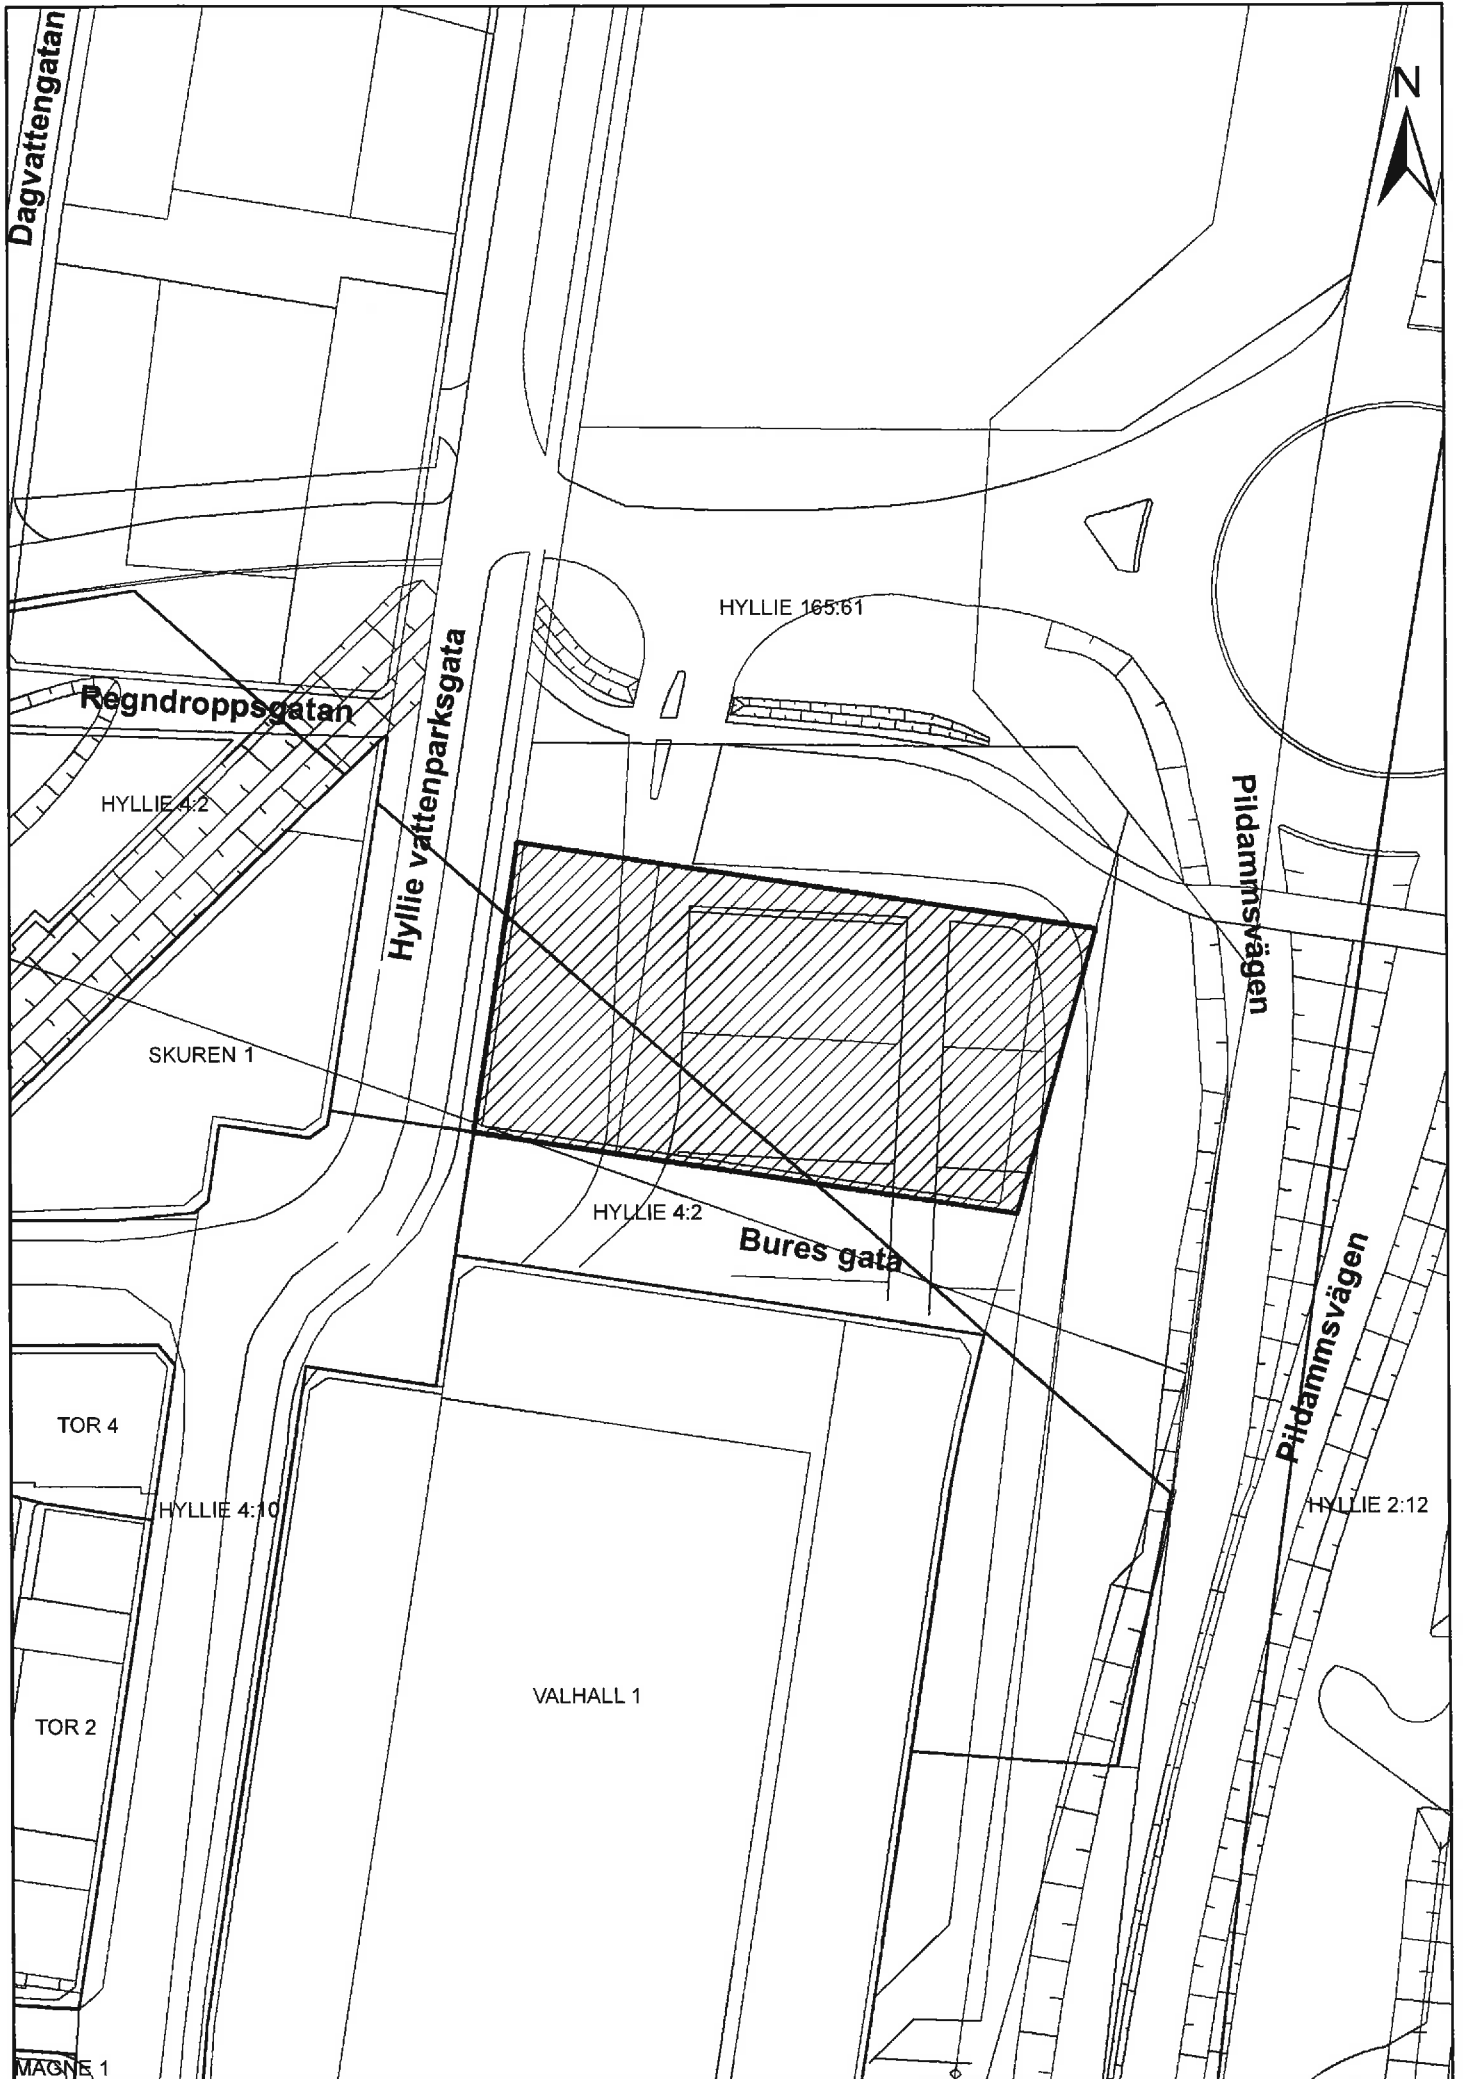 Dagvattengatan
N
HYLLIE 165:61
Regndroppsgatan
Hyllie vattenparksgata
HYLLIE 4:2
Pildammsvägen
SKUREN 1
HYLLIE 4:2
Bures gata
Pildammsvägen
TOR 4
HYLLIE 4:10
HYLLIE 2:12
VALHALL 1
TOR 2
MAGNE 1